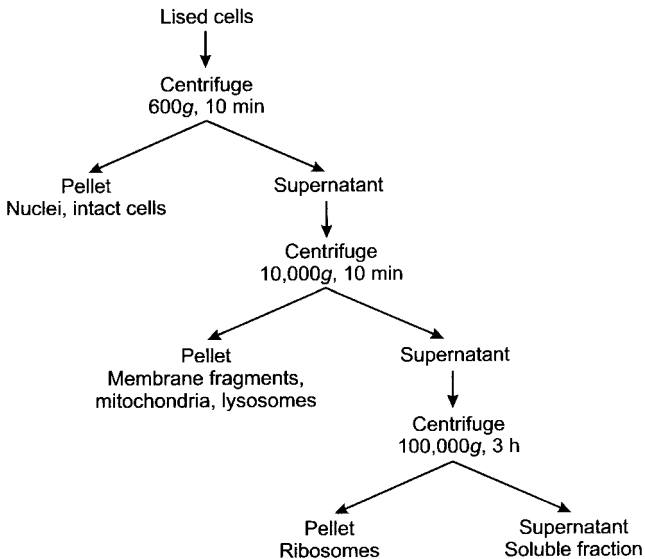 Lised cells
Centrifuge
600g, 10 min
Pellet
Nuclei, intact cells
Supernatant
Centrifuge
10,000g, 10 min
Pellet
Membrane fragments,
mitochondria, lysosomes
Supernatant
Centrifuge
100,000g, 3 h
Pellet
Ribosomes
Supernatant
Soluble fraction